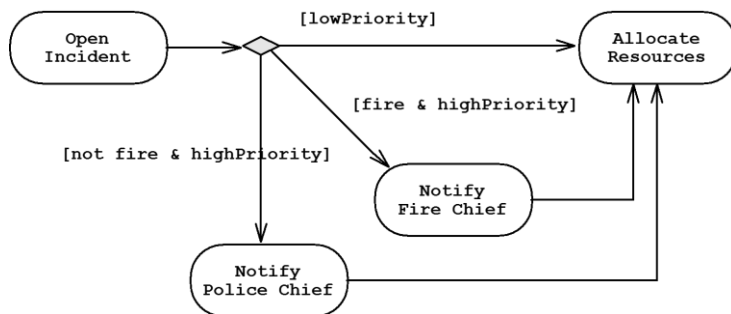 [lowPriority]
Open
Incident
Allocate
Resources
[fire & highPriority]
[not fire & highPriority]
Notify
Fire Chief
Notify
Police Chief